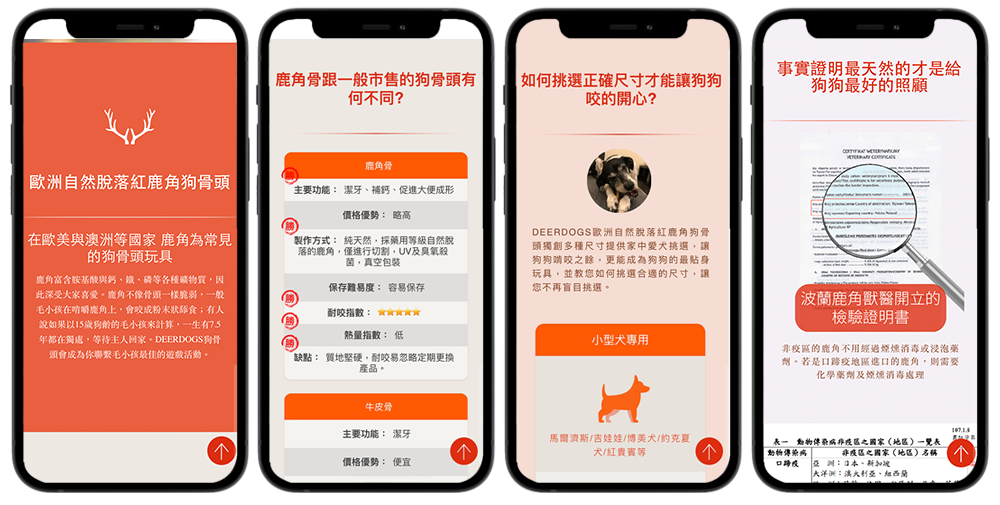 歐洲自然脫落紅鹿角狗骨頭
在歐美與澳洲等國家 鹿角為常見
的狗骨頭玩具
鹿角富含胺基酸與鈣、鐵、磷等各種礦物質，因
此深受大家喜愛。鹿角不像骨頭一樣脆弱，一般
毛小孩在啃嚼鹿角上，會咬成粉末狀舔食；有人
說如果以15歲狗齡的毛小孩來計算，一生有7.5
年都在獨處，等待主人回家。DEERDOGS狗骨
頭會成為你聯繫毛小孩最佳的遊戲活動。
鹿角骨跟一般市售的狗骨頭有
何不同?
鹿角骨
勝
主要功能： 潔牙、補鈣、促進大便成形
價格優勢： 略高
勝
製作方式： 純天然，採藥用等級自然脫
落的鹿角，僅進行切割，UV及臭氧殺
菌，真空包裝
保存難易度： 容易保存
勝
耐咬指數：
勝
熱量指數： 低
勝
缺點： 質地堅硬，耐咬易忽略定期更換
產品。
牛皮骨
主要功能： 潔牙
價格優勢： 便宜
如何挑選正確尺寸才能讓狗狗
咬的開心?
DEERDOGS歐洲自然脫落紅鹿角狗骨
頭獨創多種尺寸提供家中愛犬挑選，讓
狗狗啃咬之餘，更能成為狗狗的最貼身
玩具，並教您如何挑選合適的尺寸，讓
您不再盲目挑選。
小型犬專用
馬爾濟斯/吉娃娃/博美犬/約克夏
犬/紅貴賓等
事實證明最天然的才是給
狗狗最好的照顧
CERTYFIKAT WETERYNARYJNY
VETERINARY CERTIFICATE
波蘭鹿角獸醫開立的
檢驗證明書
非疫區的鹿角不用經過煙燻消毒或浸泡藥
劑。若是口蹄疫地區進口的鹿角，則需要
化學藥劑及煙燻消毒處理
107.1.8
表一 動物傳染病非疫區之國家（地區）一覽表
動物傳染病 非疫區之國家（地區）名稱
口蹄疫 亞 洲：日本、新加坡
大洋洲：澳大利亞、紐西蘭